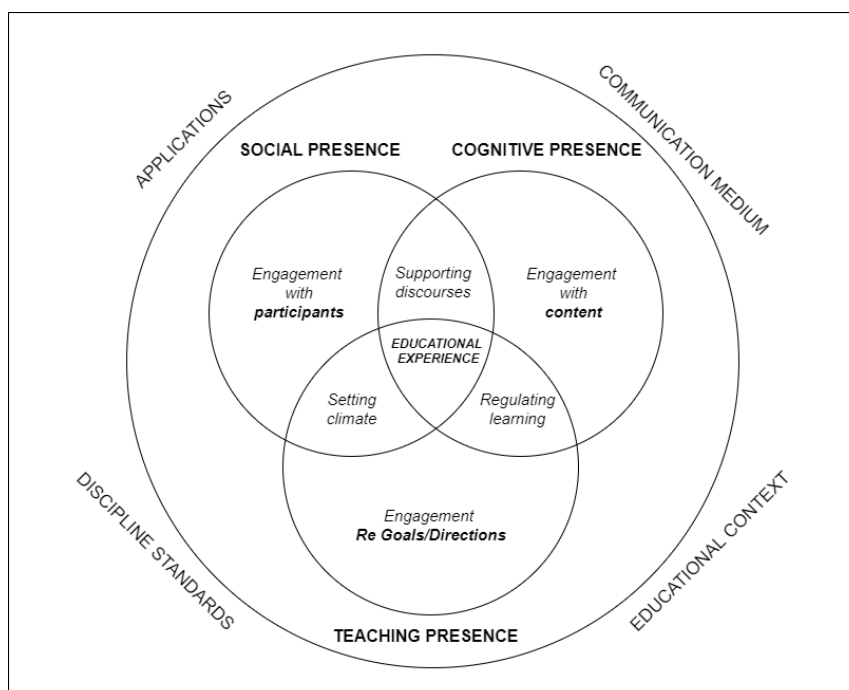 APPLICATIONS
COMMUNICATION MEDIUM
SOCIAL PRESENCE
COGNITIVE PRESENCE
Engagement
with
participants
Supporting
discourses
Engagement
with
content
EDUCATIONAL
EXPERIENCE
Setting
climate
Regulating
learning
Engagement
Re Goals/Directions
DISCIPLINE STANDARDS
EDUCATIONAL CONTEXT
TEACHING PRESENCE